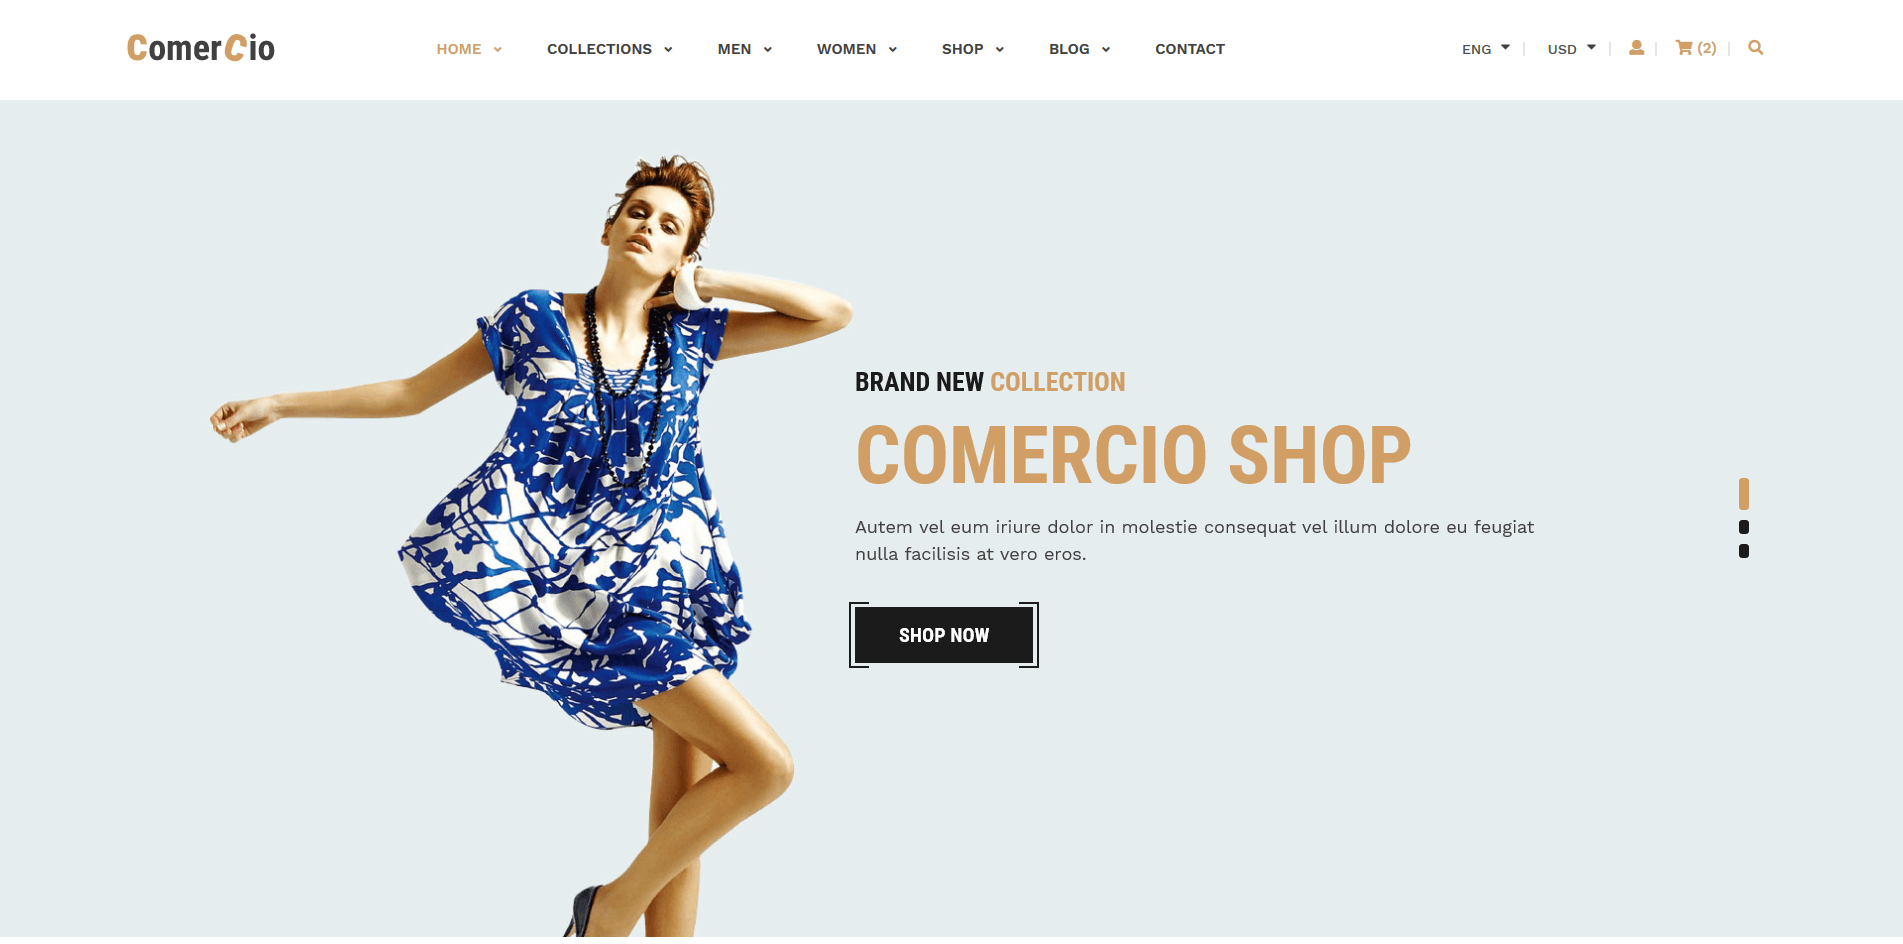 ComerCio
HOME COLLECTIONS MEN WOMEN SHOP BLOG CONTACT
ENG USD (2)
BRAND NEW COLLECTION
COMERCIO SHOP
Autem vel eum iriure dolor in molestie consequat vel illum dolore eu feugiat
nulla facilisis at vero eros.
SHOP NOW